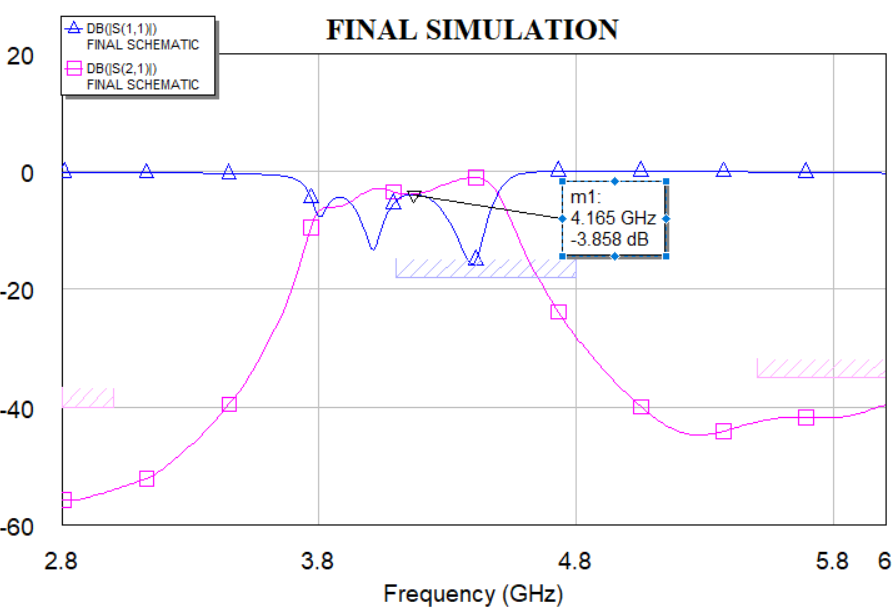 FINAL SIMULATION
DB(|S(1,1)|)
FINAL SCHEMATIC
DB(|S(2,1)|)
FINAL SCHEMATIC
20
0
-20
-40
-60
m1:
4.165 GHz
-3.858 dB
2.8
3.8
4.8
5.8
6
Frequency (GHz)